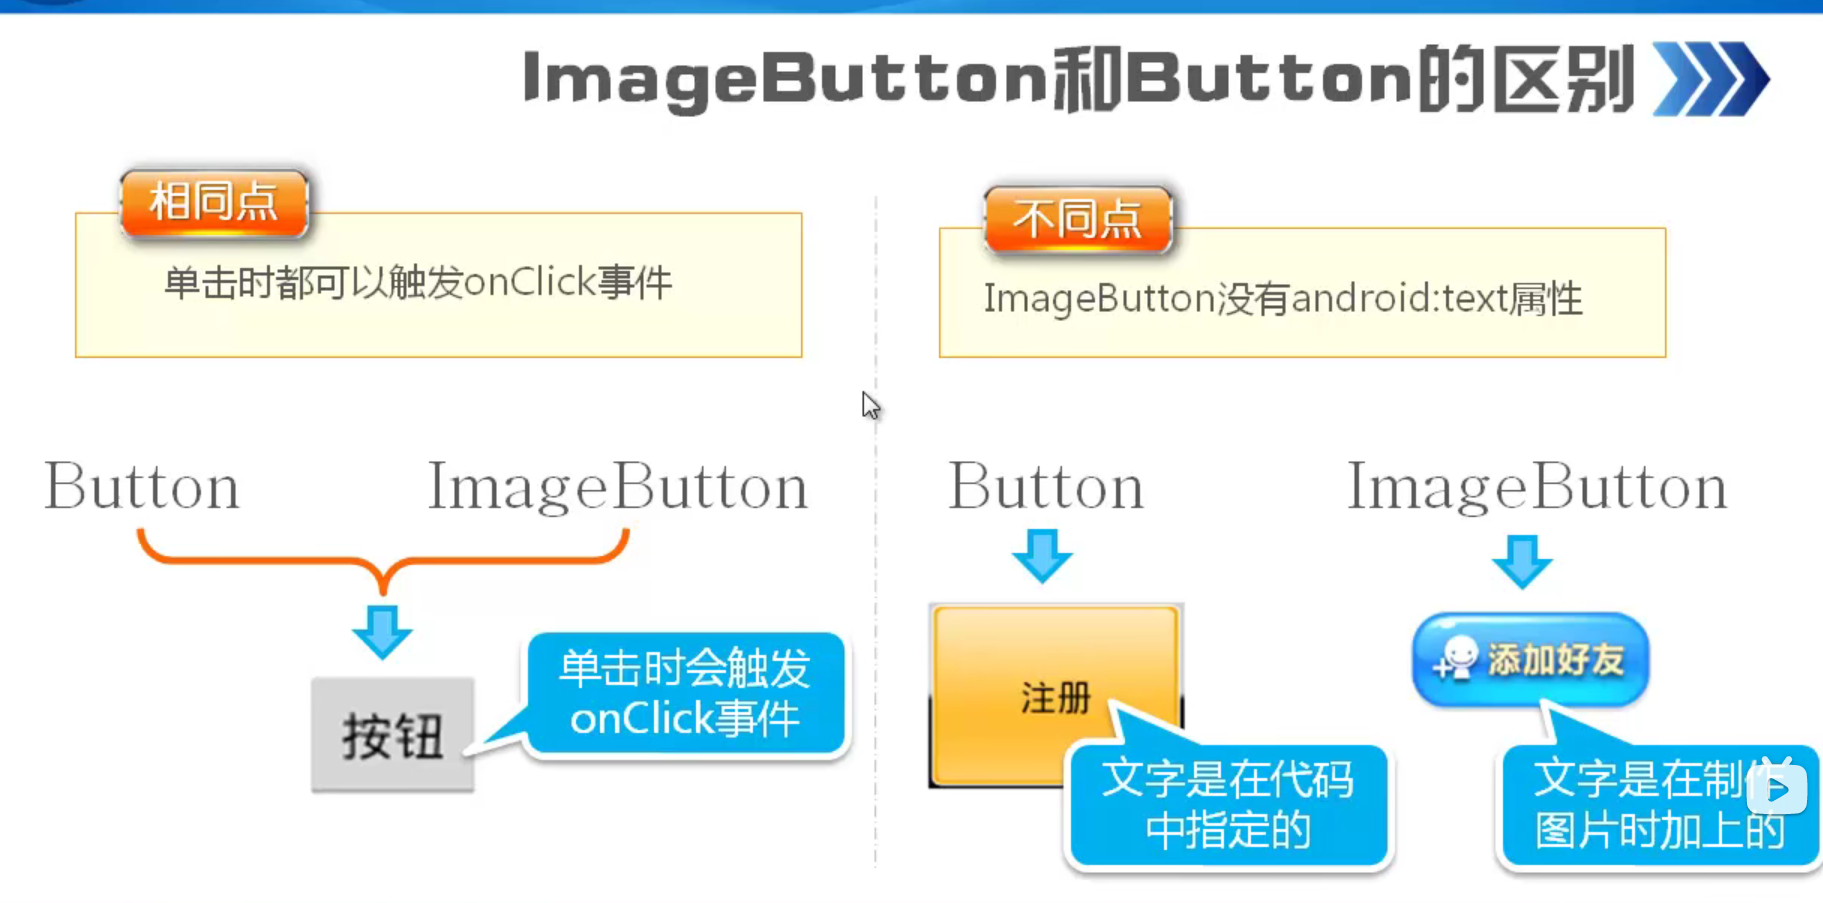 ImageButton和Button的区别
相同点
单击时都可以触发onClick事件
Button
ImageButton
按钮
单击时会触发
onClick事件
不同点
ImageButton没有android:text属性
Button
ImageButton
注册
添加好友
文字是在代码
中指定的
文字是在制作
图片时加上的